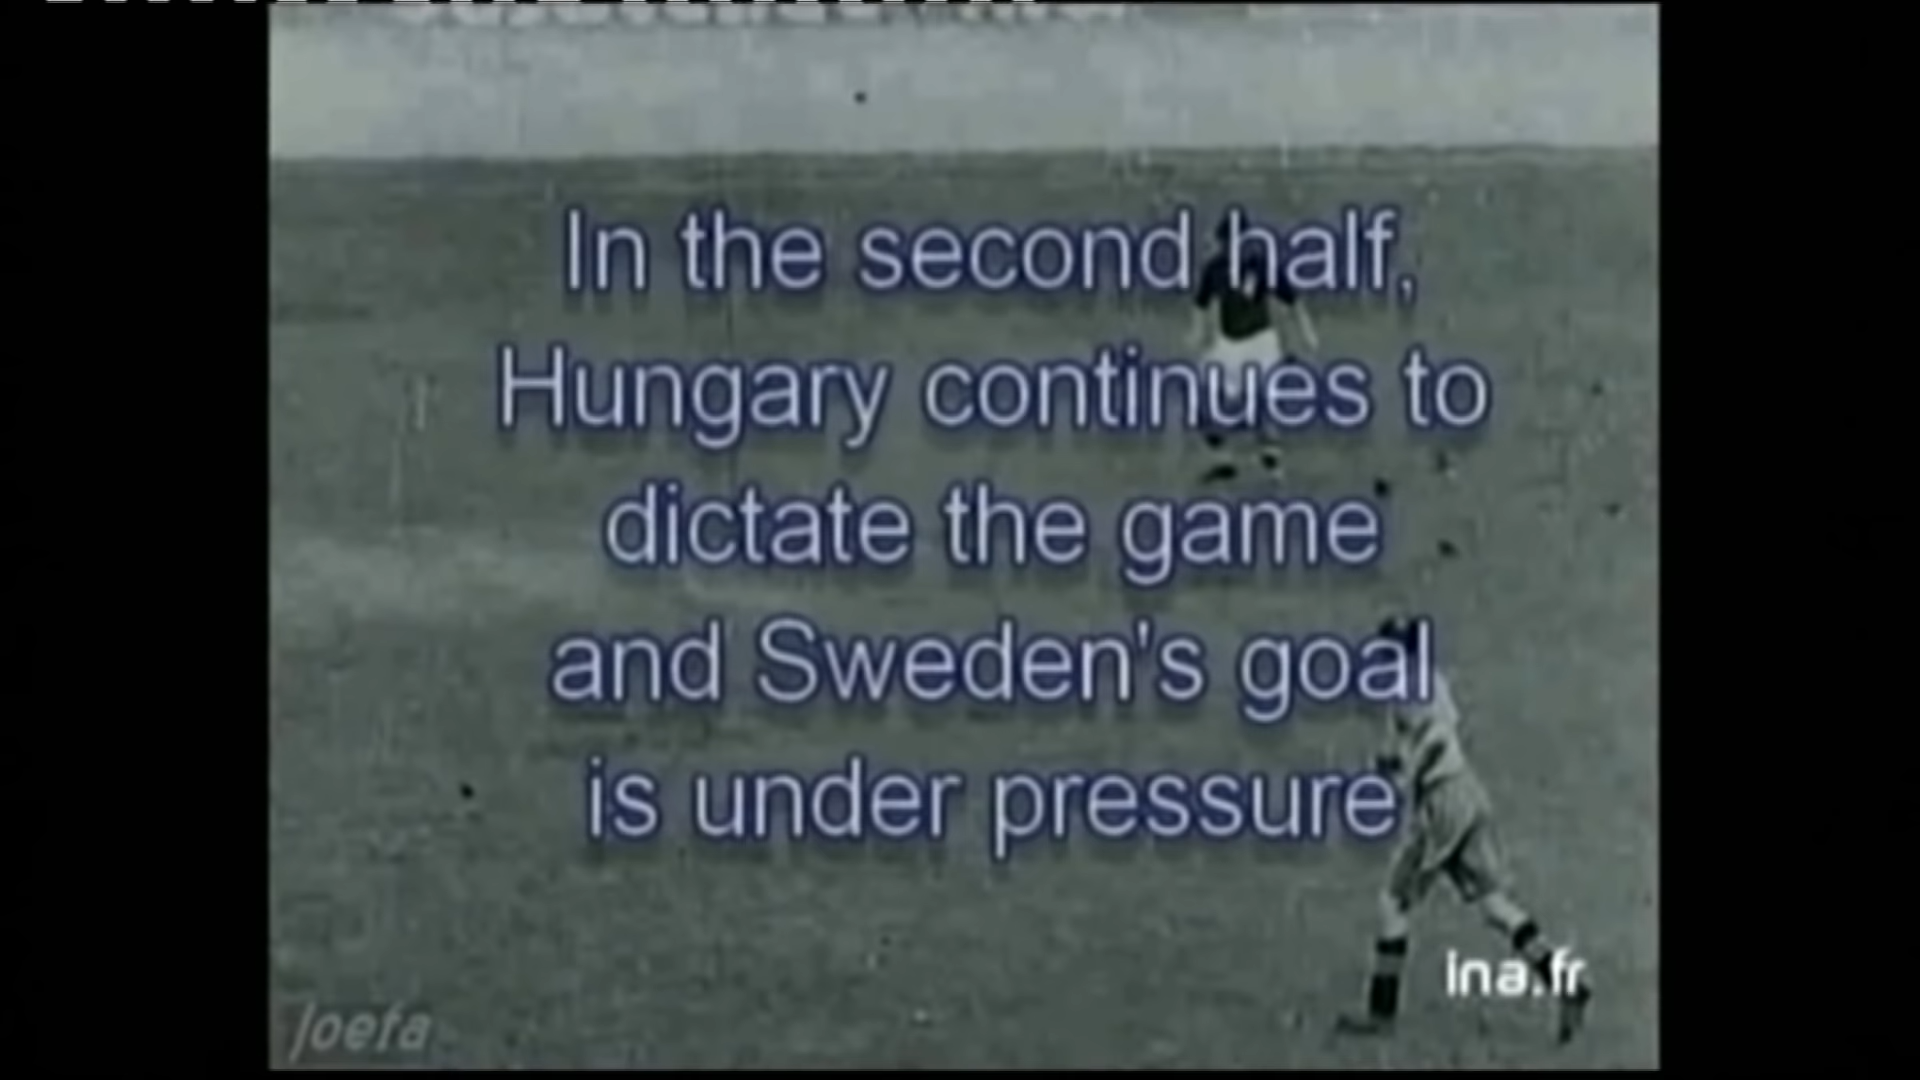 In the second half,
Hungary continues to
dictate the game
and Sweden's goal
is under pressure
ina.fr
Joefa